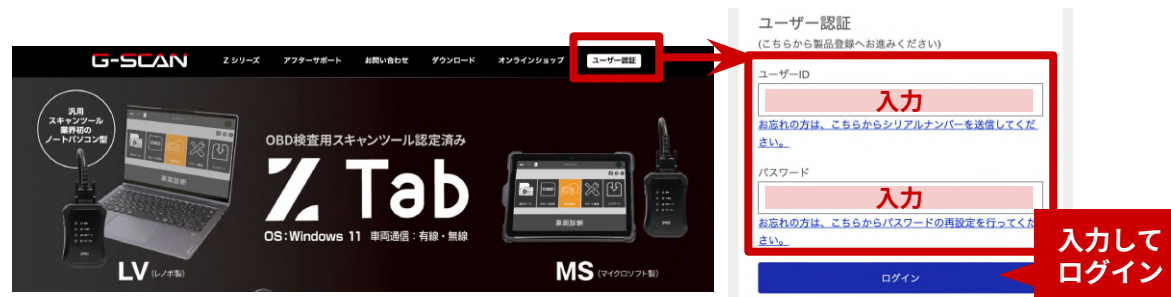 G-SCAN
Z シリーズ
アフターサポート
お問い合わせ
ダウンロード
オンラインショップ
ユーザー認証
汎用
スキャンツール
業界初の
ノートパソコン型
車両診断
OBD検査用スキャンツール認定済み
Z Tab
OS:Windows 11 車両通信:有線・無線
車両診断
LV (レノボ製)
MS (マイクロソフト製)
ユーザー認証
(こちらから製品登録へお進みください)
ユーザーID
入力
お忘れの方は、こちらからシリアルナンバーを送信してくだ
さい。
パスワード
入力
お忘れの方は、こちらからパスワードの再設定を行ってくだ
さい。
ログイン
入力して
ログイン